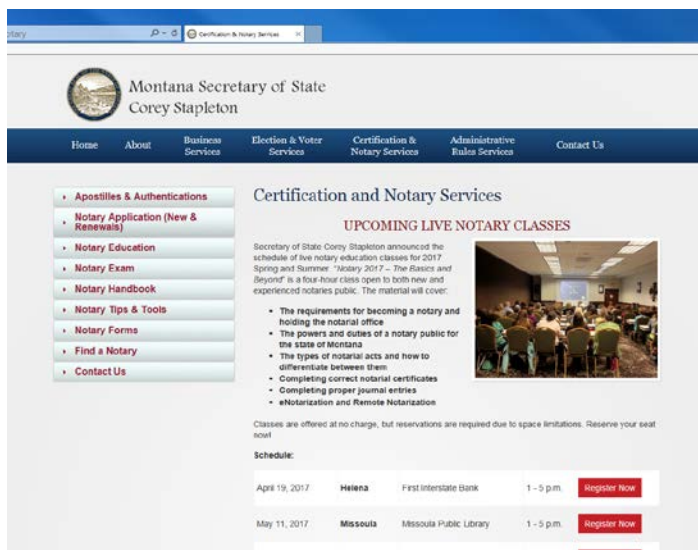 Certification & Notary Services
Montana Secretary of State
Corey Stapleton
Home
About
Business
Services
Election & Voter
Services
Certification &
Notary Services
Administrative
Rules Services
Contact Us
Apostilles & Authentications
Notary Application (New &
Renewals)
Notary Education
Notary Exam
Notary Handbook
Notary Tips & Tools
Notary Forms
Find a Notary
Contact Us
Certification and Notary Services
UPCOMING LIVE NOTARY CLASSES
Secretary of State Corey Stapleton announced the
schedule of live notary education classes for 2017
Spring and Summer. "Notary 2017 – The Basics and
Beyond" is a four-hour class open to both new and
experienced notaries public. The material will cover:
The requirements for becoming a notary and
holding the notarial office
The powers and duties of a notary public for
the state of Montana
The types of notarial acts and how to
differentiate between them
Completing correct notarial certificates
Completing proper journal entries
eNotarization and Remote Notarization
Classes are offered at no charge, but reservations are required due to space limitations. Reserve your seat
now!
Schedule:
April 19, 2017 Helena First Interstate Bank 1 - 5 p.m. Register Now
May 11, 2017 Missoula Missoula Public Library 1 - 5 p.m. Register Now